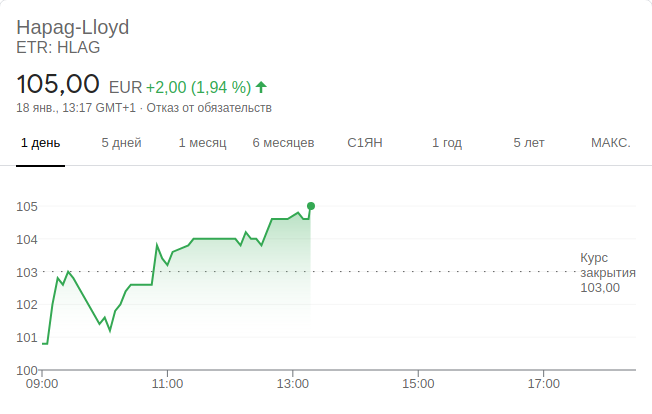 Hapag-Lloyd
ETR: HLAG
105,00 EUR +2,00 (1,94 %)
18 янв., 13:17 GMT+1 · Отказ от обязательств
1 день 5 дней 1 месяц 6 месяцев С1ЯН 1 год 5 лет МАКС.
105
104
103
102
101
100
Курс
закрытия
103,00
09:00 11:00 13:00 15:00 17:00